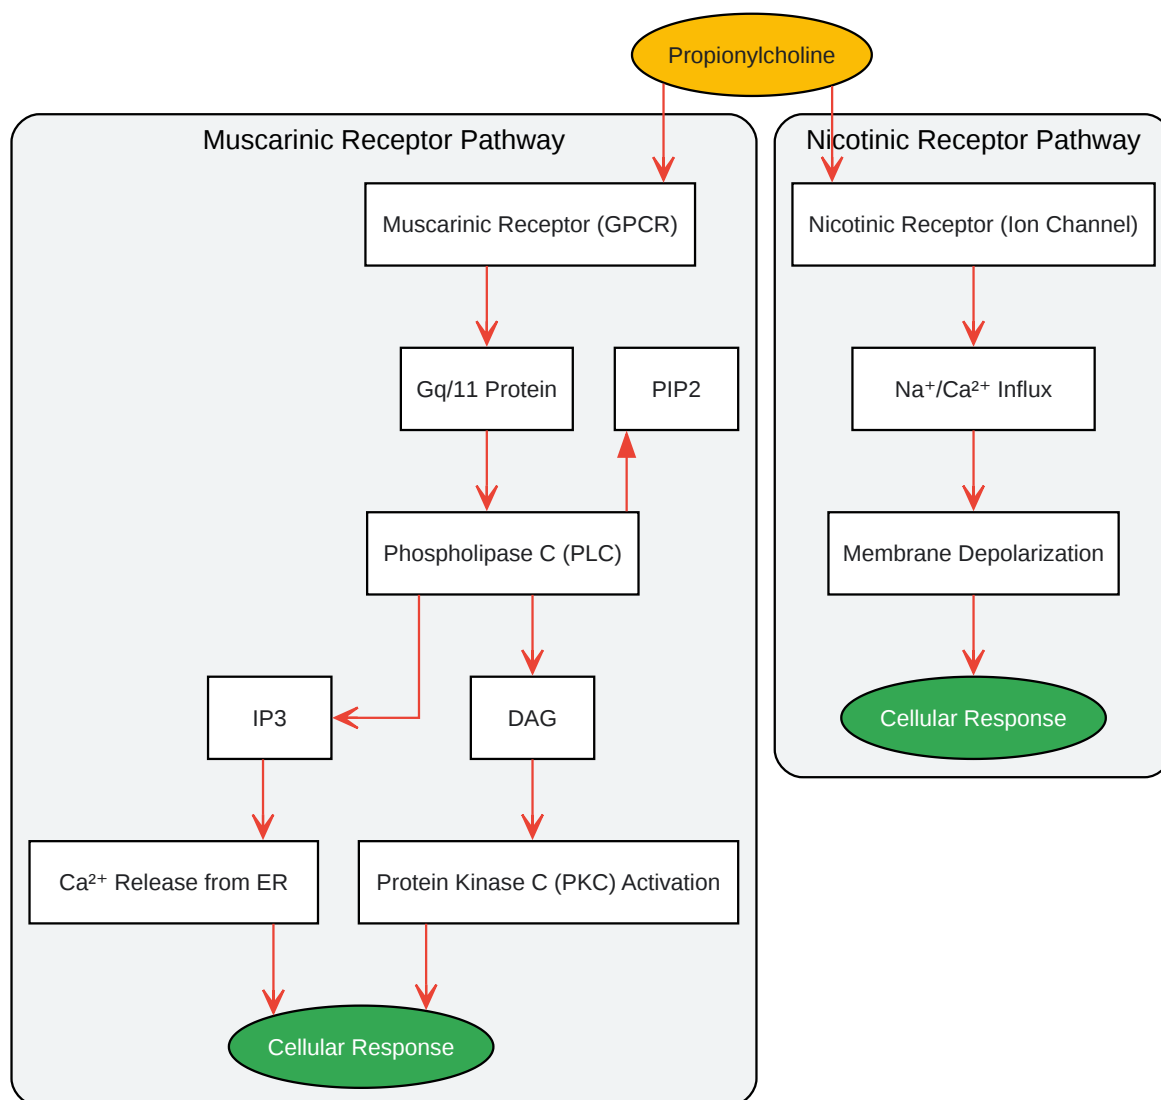 Propionylcholine
Muscarinic Receptor Pathway
Nicotinic Receptor Pathway
Muscarinic Receptor (GPCR)
Nicotinic Receptor (Ion Channel)
Gq/11 Protein
PIP2
Na⁺/Ca²⁺ Influx
Phospholipase C (PLC)
Membrane Depolarization
IP3
DAG
Cellular Response
Ca²⁺ Release from ER
Protein Kinase C (PKC) Activation
Cellular Response